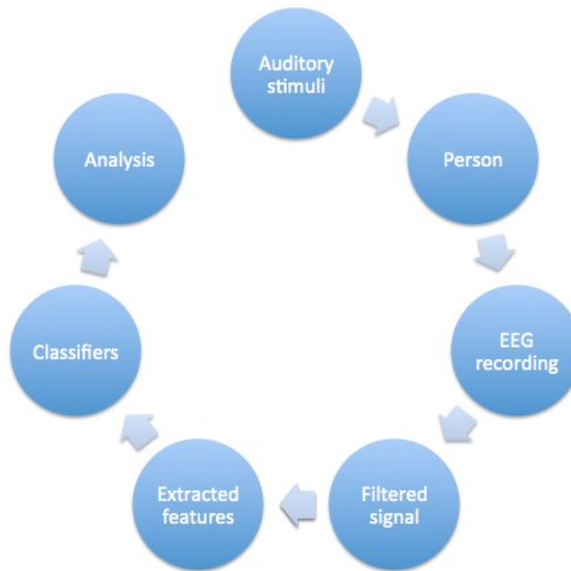 Auditory
stimuli
Person
EEG
recording
Filtered
signal
Extracted
features
Classifiers
Analysis